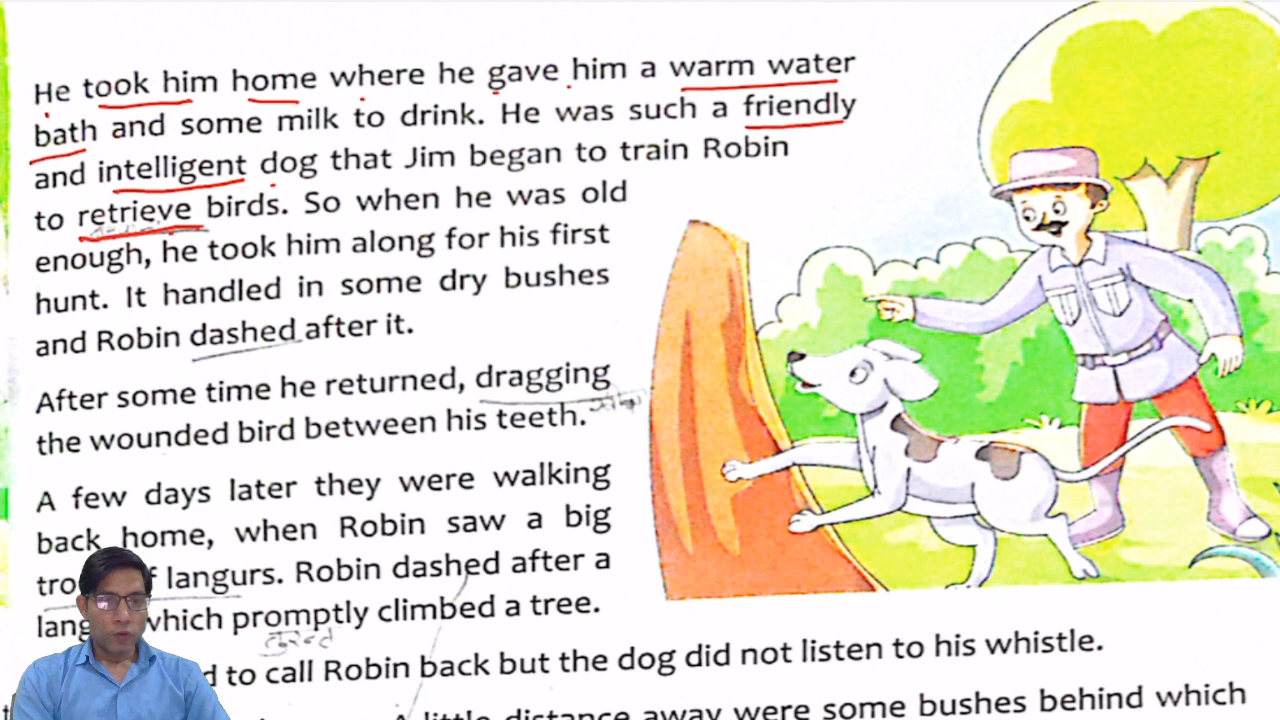 He took him home where he gave him a warm water
bath and some milk to drink. He was such a friendly
and intelligent dog that Jim began to train Robin
to retrieve birds. So when he was old
enough, he took him along for his first
hunt. It handled in some dry bushes
and Robin dashed after it.
After some time he returned, dragging
the wounded bird between his teeth.
A few days later they were walking
back home, when Robin saw a big
langurs. Robin dashed after a
which promptly climbed a tree.
to call Robin back but the dog did not listen to his whistle.
little distance away were some bushes behind which